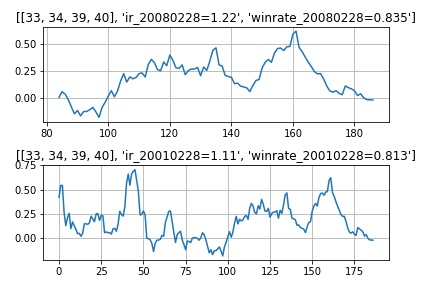 [[33, 34, 39, 40], 'ir_20080228=1.22', 'winrate_20080228=0.835']
0.50
0.25
0.00
80 100 120 140 160 180
[[33, 34, 39, 40], 'ir_20010228=1.11', 'winrate_20010228=0.813']
0.75
0.50
0.25
0.00
0 25 50 75 100 125 150 175